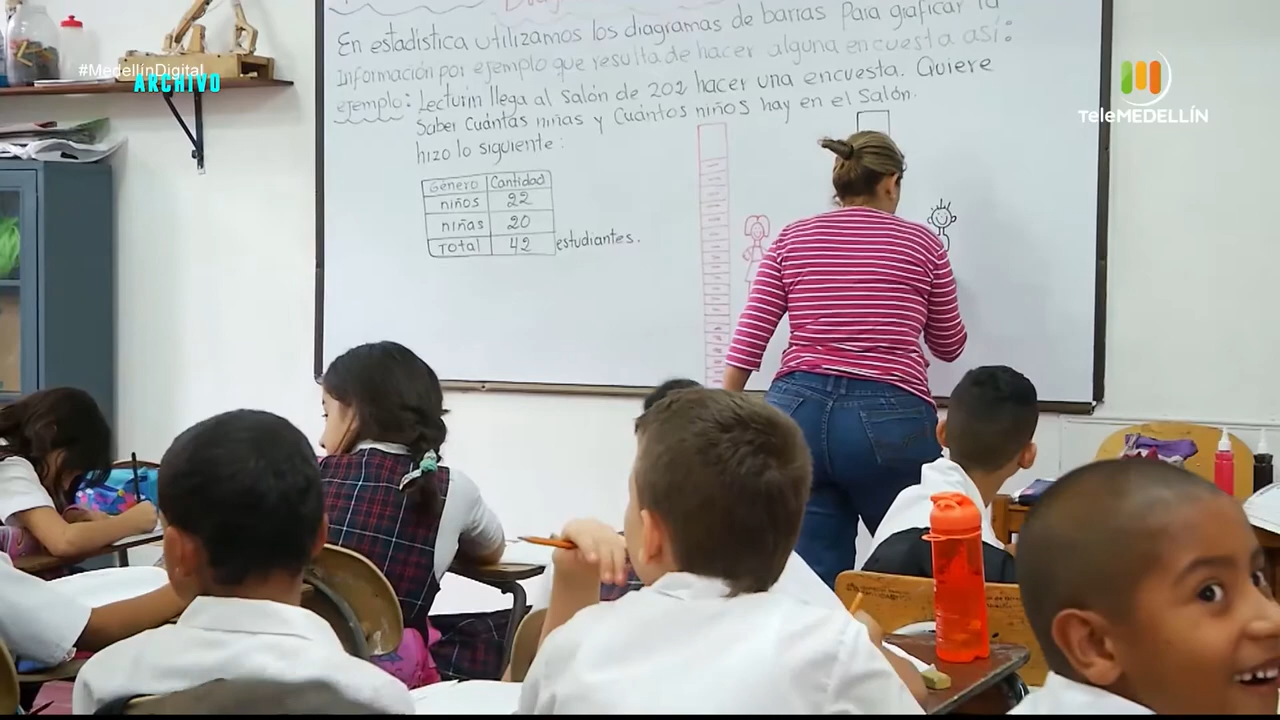 En estadística utilizamos los diagramas de barras Para graficar la
Información por ejemplo que resulta de hacer alguna encuesta así:
ejemplo: Lecturín llega al salón de 202 hacer una encuesta. Quiere
Saber Cuántas niñas y Cuántos niños hay en el salón.
hizo lo siguiente:
Género Cantidad
niños 22
niñas 20
Total 42 estudiantes.
#MedellínDigital
ARCHIVO
TeleMEDELLÍN